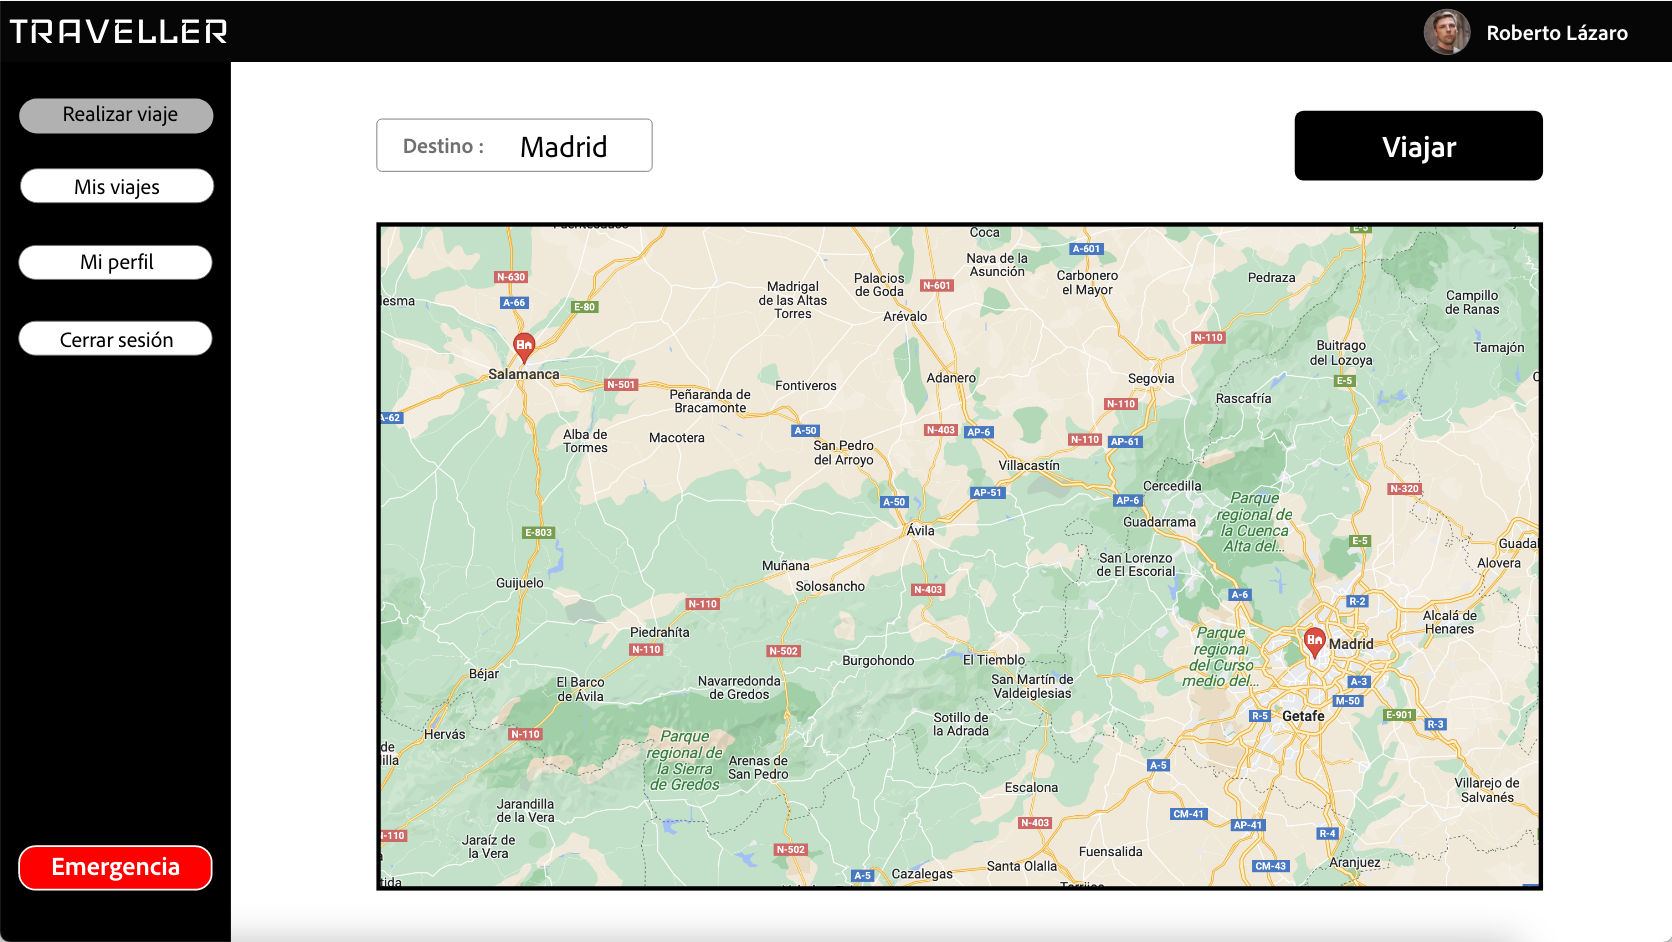 TRAVELLER
Roberto Lázaro
Realizar viaje
Mis viajes
Mi perfil
Cerrar sesión
Emergencia
Destino :
Madrid
Viajar
Coca
E-5
A-601
Nava de la
Asunción
N-630
Palacios
de Goda
N-601
Carbonero
el Mayor
Pedraza
Madrigal
de las Altas
Torres
A-66
E-80
Campillo
de Ranas
Arévalo
N-110
Buitrago
del Lozoya
Tamajón
Salamanca
N-501
Fontiveros
Adanero
Segovia
E-5
Peñaranda de
Bracamonte
Rascafría
N-110
A-62
A-50
N-403
AP-6
N-110
AP-61
Alba de
Tormes
Macotera
San Pedro
del Arroyo
Villacastín
Cercedilla
N-320
AP-51
A-50
AP-6
Parque
regional de
la Cuenca
Alta del...
Guadarrama
Ávila
E-803
E-5
Guadal
Alovera
San Lorenzo
de El Escorial
Muñana
Guijuelo
Solosancho
N-403
A-6
R-2
N-110
Alcalá de
Henares
Piedrahíta
N-110
N-502
Parque
regional
del Curso
medio del...
Madrid
Burgohondo
El Tiemblo
Béjar
El Barco
de Ávila
Navarredonda
de Gredos
San Martín de
Valdeiglesias
A-3
M-50
R-5
Getafe
E-901
R-3
Sotillo de
la Adrada
Hervás
N-110
Parque
regional de
la Sierra
de Gredos
Arenas de
San Pedro
A-5
Escalona
Villarejo de
Salvanés
Jarandilla
de la Vera
CM-41
N-403
AP-41
R-4
-110
Jaraíz de
la Vera
N-502
Fuensalida
Aranjuez
Santa Olalla
CM-43
A-5
Cazalegas